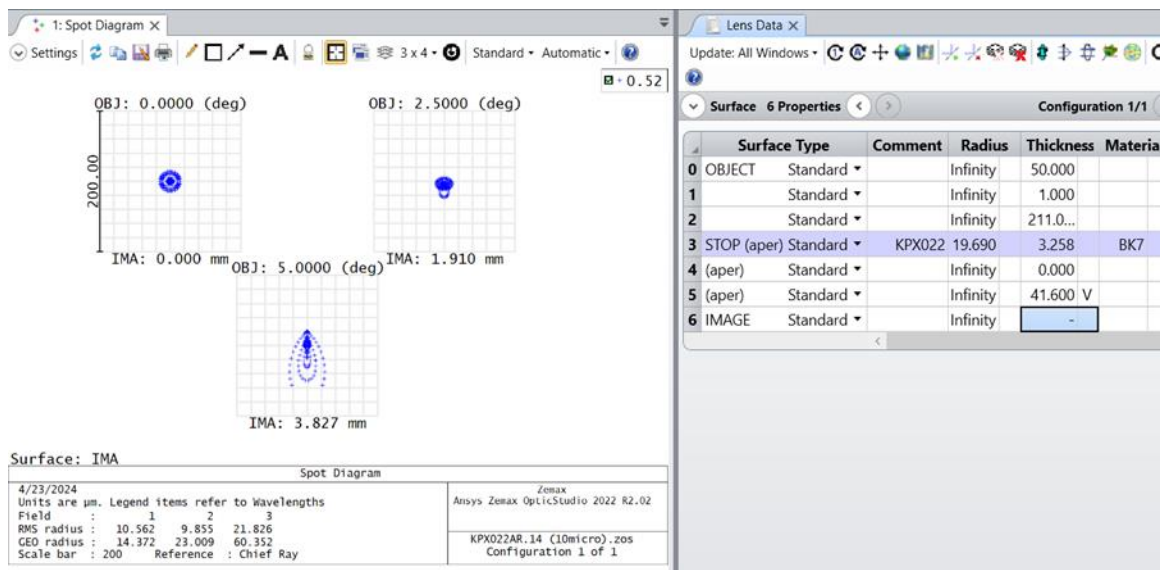 1: Spot Diagram
Settings
3 x 4
Standard
Automatic
+ 0.52
OBJ: 0.0000 (deg)
OBJ: 2.5000 (deg)
200.00
IMA: 0.000 mm
IMA: 1.910 mm
OBJ: 5.0000 (deg)
IMA: 3.827 mm
Surface: IMA
Spot Diagram
4/23/2024
Units are µm. Legend items refer to Wavelengths
Field : 1 2 3
RMS radius : 10.562 9.855 21.826
GEO radius : 14.372 23.009 60.352
Scale bar : 200 Reference : Chief Ray
Zemax
Ansys Zemax OpticStudio 2022 R2.02
KPX022AR.14 (10micro).zos
Configuration 1 of 1
Lens Data
Update: All Windows
Surface 6 Properties
Configuration 1/1
Surface Type Comment Radius Thickness Materia
0 OBJECT Standard Infinity 50.000
1 Standard Infinity 1.000
2 Standard Infinity 211.0...
3 STOP (aper) Standard KPX022 19.690 3.258 BK7
4 (aper) Standard Infinity 0.000
5 (aper) Standard Infinity 41.600 V
6 IMAGE Standard Infinity -